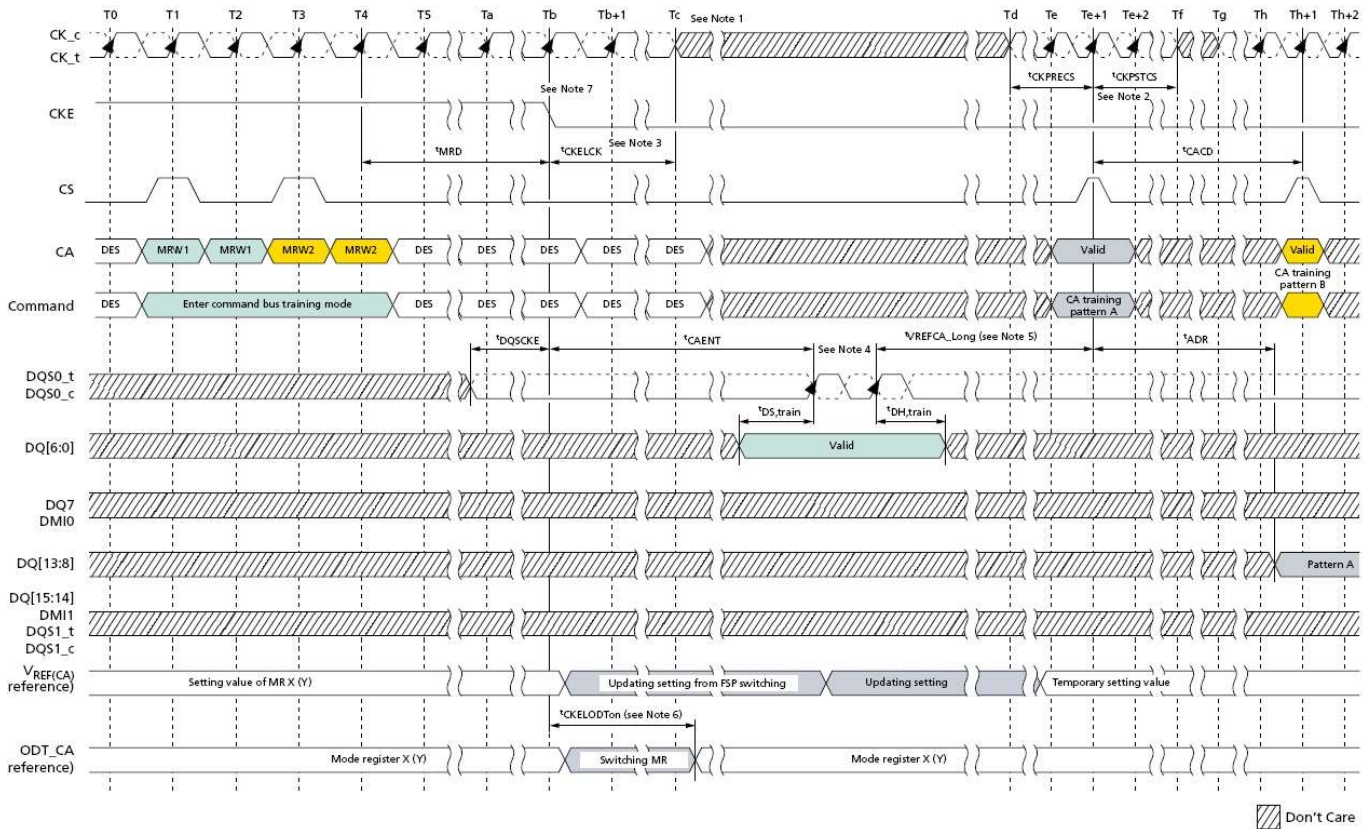 T0 T1 T2 T3 T4 T5 Ta Tb Tb+1 Tc See Note 1 Td Te Te+1 Te+2 Tf Tg Th Th+1 Th+2
CK_c
CK_t
tCKPRECS tCKPSTCS
See Note 7 See Note 2
CKE
See Note 3
tMRD tCKELCK tCACD
CS
CA DES MRW1 MRW1 MRW2 MRW2 DES DES DES DES DES Valid Valid
CA training
pattern B
Command DES Enter command bus training mode DES DES DES DES DES CA training
pattern A
tDQSCKE tCAENT See Note 4 tVREFCA_Long (see Note 5) tADR
DQS0_t
DQS0_c
tDS,train tDH,train
DQ[6:0] Valid
DQ7
DMI0
DQ[13:8] Pattern A
DQ[15:14]
DMI1
DQS1_t
DQS1_c
VREF(CA)
reference) Setting value of MR X (Y) Updating setting from FSP switching Updating setting Temporary setting value
tCKELODTon (see Note 6)
ODT_CA
reference) Mode register X (Y) Switching MR Mode register X (Y)
Don't Care